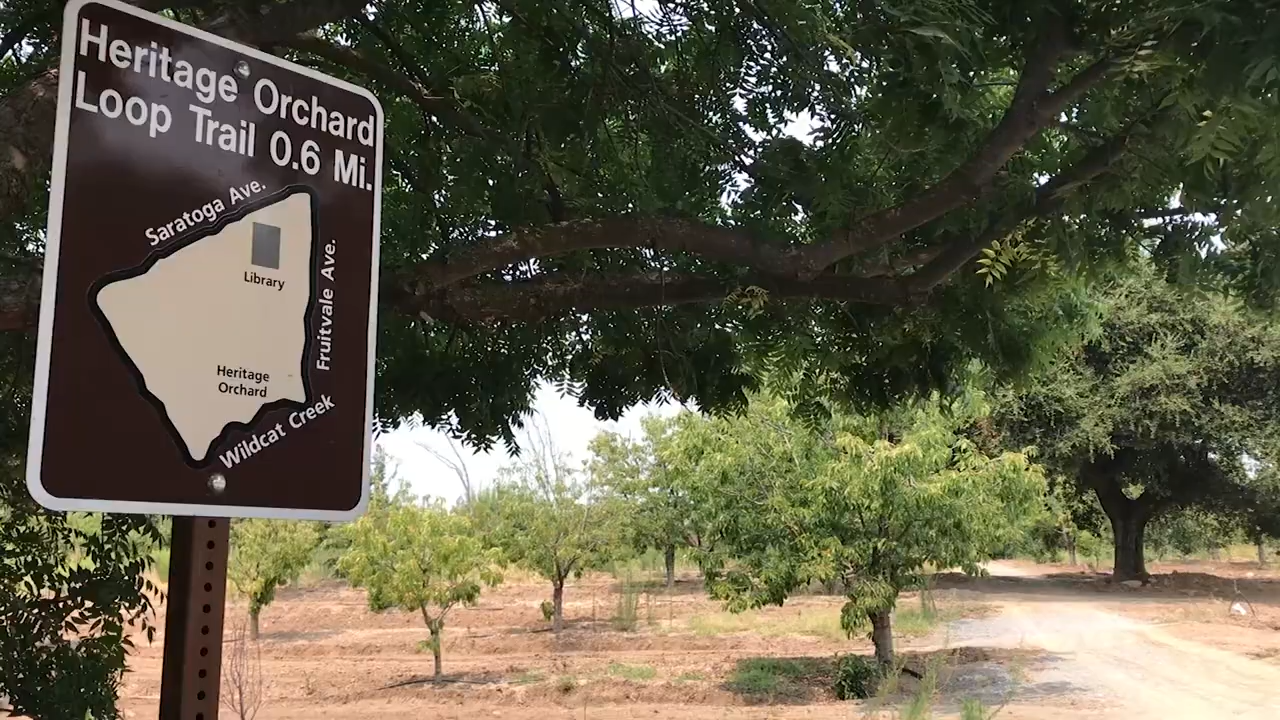 Heritage Orchard
Loop Trail 0.6 Mi.
Saratoga Ave.
Library
Fruitvale Ave.
Heritage
Orchard
Wildcat Creek